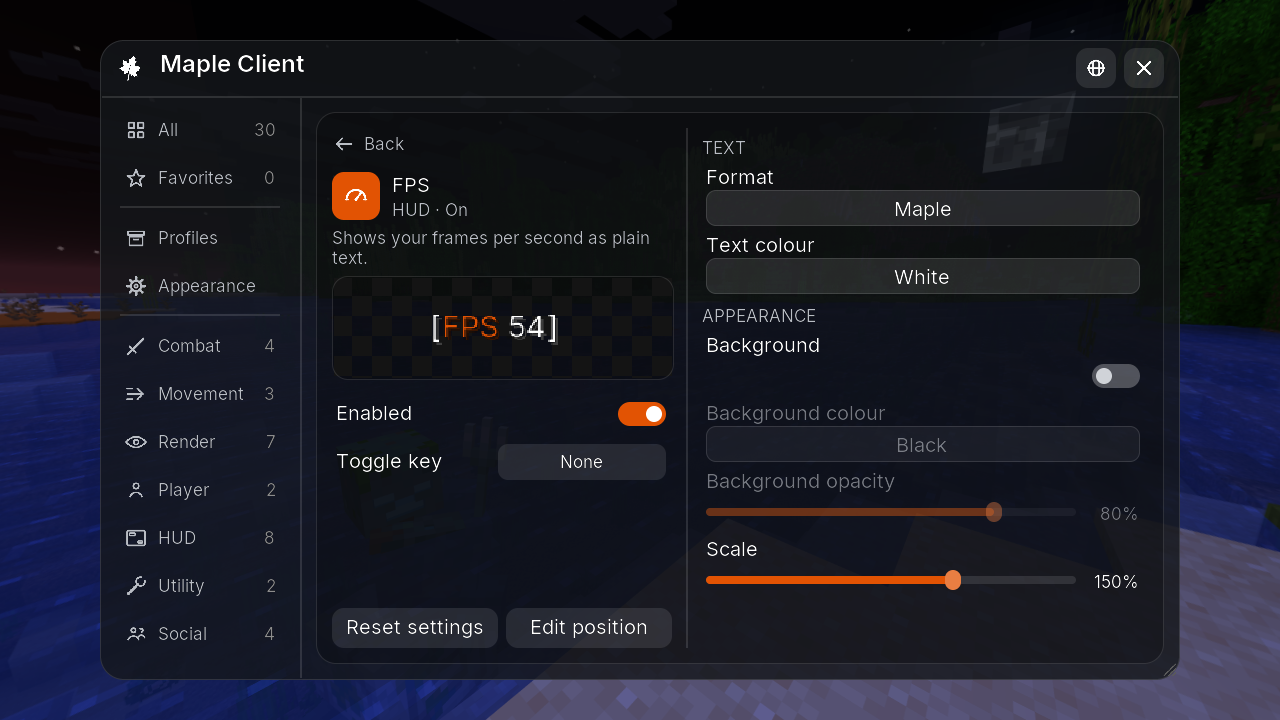 Maple Client
All 30
Favorites 0
Profiles
Appearance
Combat 4
Movement 3
Render 7
Player 2
HUD 8
Utility 2
Social 4
Back
FPS
HUD · On
Shows your frames per second as plain
text.
[FPS 54]
Enabled
Toggle key None
Reset settings Edit position
TEXT
Format
Maple
Text colour
White
APPEARANCE
Background
Background colour
Black
Background opacity
80%
Scale
150%